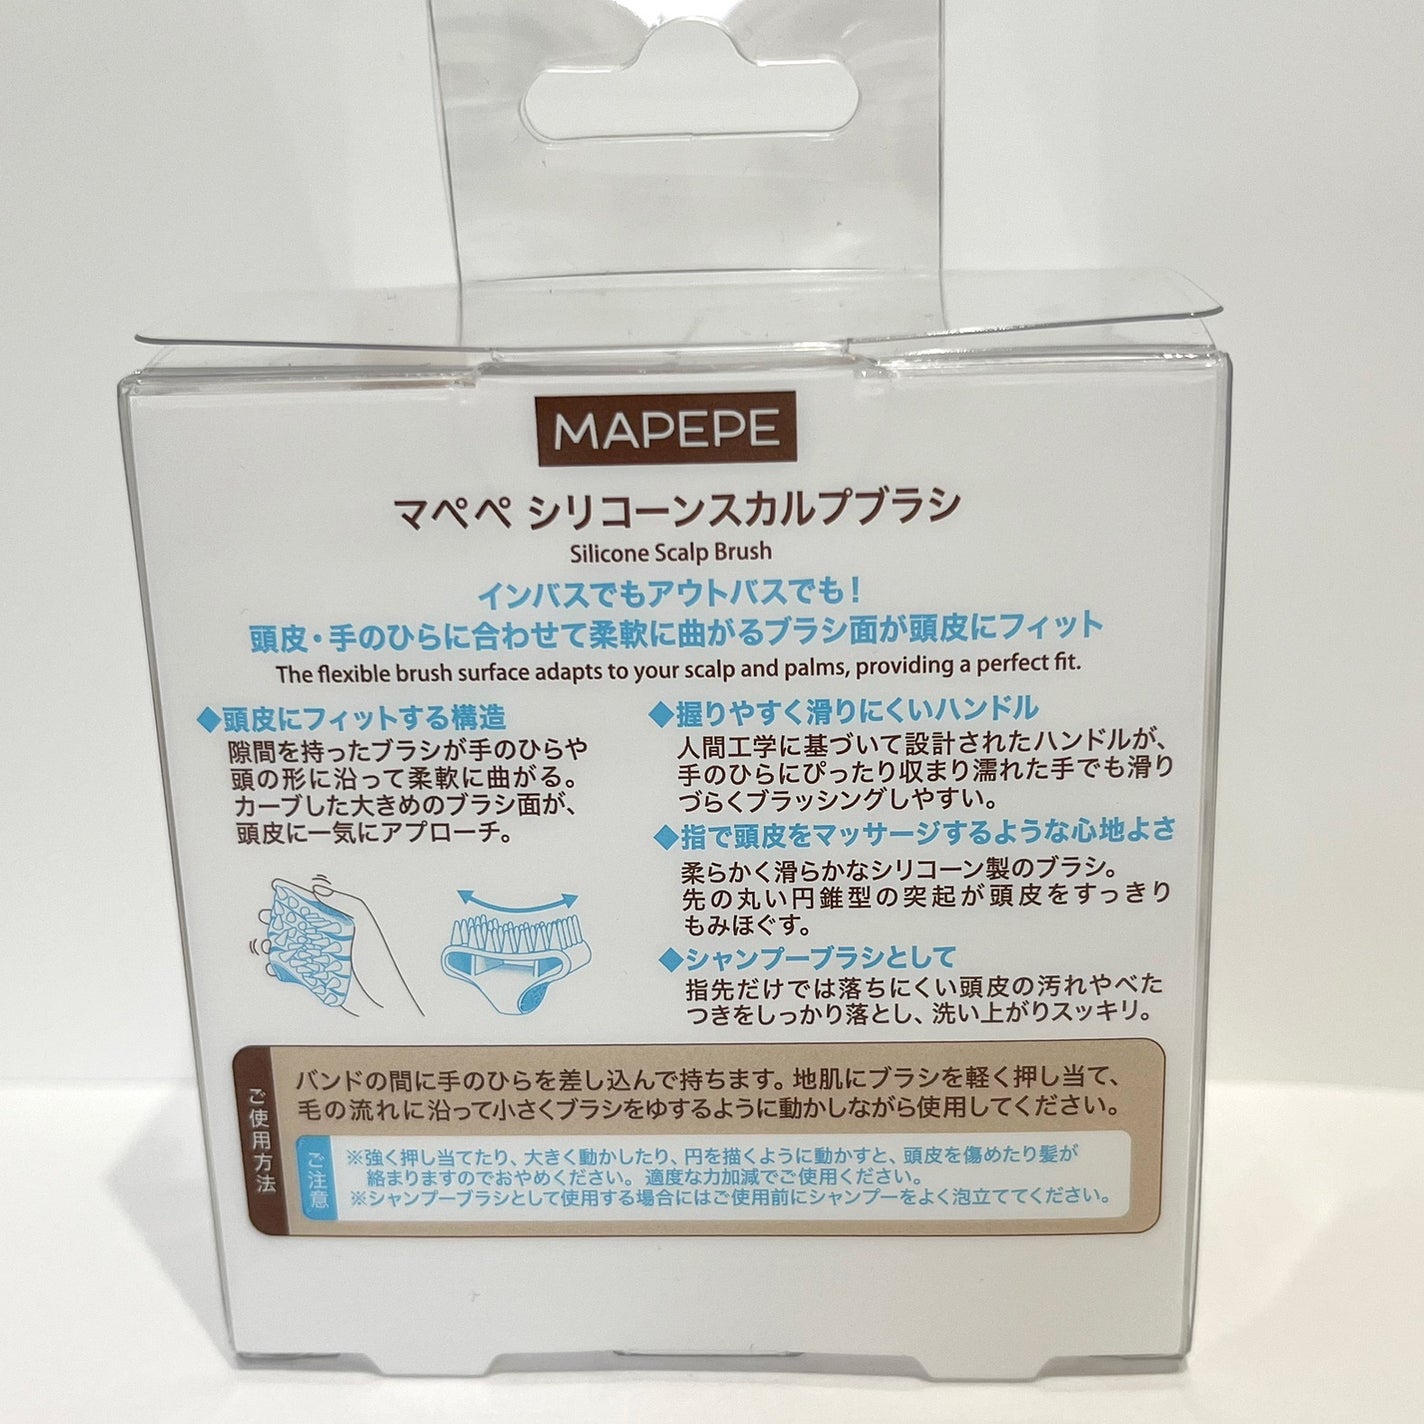 MAPEPE
マペペ シリコーンスカルプブラシ
Silicone Scalp Brush
インバスでもアウトバスでも！
頭皮・手のひらに合わせて柔軟に曲がるブラシ面が頭皮にフィット
The flexible brush surface adapts to your scalp and palms, providing a perfect fit.
◆頭皮にフィットする構造
隙間を持ったブラシが手のひらや
頭の形に沿って柔軟に曲がる。
カーブした大きめのブラシ面が、
頭皮に一気にアプローチ。
◆握りやすく滑りにくいハンドル
人間工学に基づいて設計されたハンドルが、
手のひらにぴったり収まり濡れた手でも滑り
づらくブラッシングしやすい。
◆指で頭皮をマッサージするような心地よさ
柔らかく滑らかなシリコーン製のブラシ。
先の丸い円錐型の突起が頭皮をすっきり
もみほぐす。
◆シャンプーブラシとして
指先だけでは落ちにくい頭皮の汚れやべた
つきをしっかり落とし、洗い上がりスッキリ。
ご使用方法
バンドの間に手のひらを差し込んで持ちます。地肌にブラシを軽く押し当て、
毛の流れに沿って小さくブラシをゆするように動かしながら使用してください。
ご注意
※強く押し当てたり、大きく動かしたり、円を描くように動かすと、頭皮を傷めたり髪が
絡まりますのでおやめください。適度な力加減でご使用ください。
※シャンプーブラシとして使用する場合にはご使用前にシャンプーをよく泡立ててください。